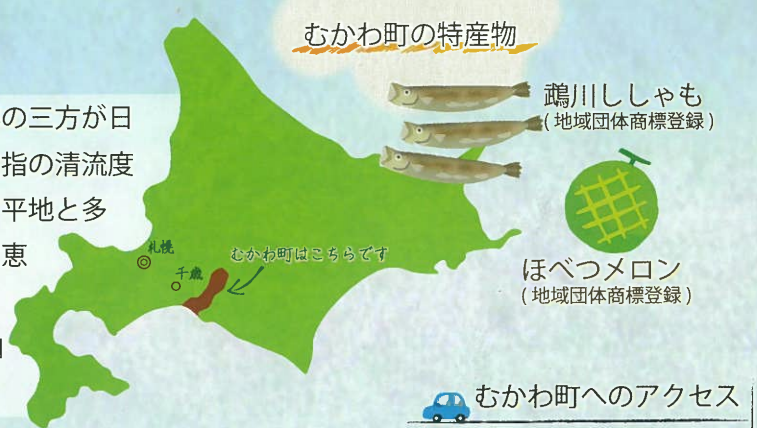 むかわ町の特産物
鵡川ししゃも
(地域団体商標登録)
の三方が日
指の清流度
平地と多
恵
札幌
千歳
むかわ町はこちらです
ほべつメロン
(地域団体商標登録)
むかわ町へのアクセス